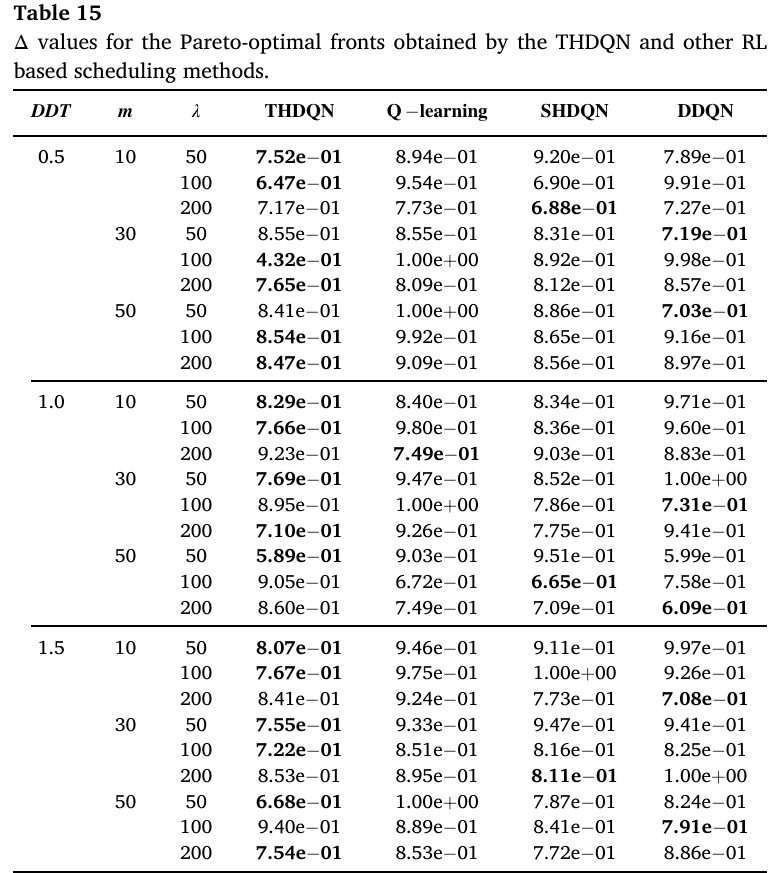 Table 15
Δ values for the Pareto-optimal fronts obtained by the THDQN and other RL
based scheduling methods.
DDT m λ THDQN Q−learning SHDQN DDQN
0.5 10 50 7.52e−01 8.94e−01 9.20e−01 7.89e−01
100 6.47e−01 9.54e−01 6.90e−01 9.91e−01
200 7.17e−01 7.73e−01 6.88e−01 7.27e−01
30 50 8.55e−01 8.55e−01 8.31e−01 7.19e−01
100 4.32e−01 1.00e+00 8.92e−01 9.98e−01
200 7.65e−01 8.09e−01 8.12e−01 8.57e−01
50 50 8.41e−01 1.00e+00 8.86e−01 7.03e−01
100 8.54e−01 9.92e−01 8.65e−01 9.16e−01
200 8.47e−01 9.09e−01 8.56e−01 8.97e−01
1.0 10 50 8.29e−01 8.40e−01 8.34e−01 9.71e−01
100 7.66e−01 9.80e−01 8.36e−01 9.60e−01
200 9.23e−01 7.49e−01 9.03e−01 8.83e−01
30 50 7.69e−01 9.47e−01 8.52e−01 1.00e+00
100 8.95e−01 1.00e+00 7.86e−01 7.31e−01
200 7.10e−01 9.26e−01 7.75e−01 9.41e−01
50 50 5.89e−01 9.03e−01 9.51e−01 5.99e−01
100 9.05e−01 6.72e−01 6.65e−01 7.58e−01
200 8.60e−01 7.49e−01 7.09e−01 6.09e−01
1.5 10 50 8.07e−01 9.46e−01 9.11e−01 9.97e−01
100 7.67e−01 9.75e−01 1.00e+00 9.26e−01
200 8.41e−01 9.24e−01 7.73e−01 7.08e−01
30 50 7.55e−01 9.33e−01 9.47e−01 9.41e−01
100 7.22e−01 8.51e−01 8.16e−01 8.25e−01
200 8.53e−01 8.95e−01 8.11e−01 1.00e+00
50 50 6.68e−01 1.00e+00 7.87e−01 8.24e−01
100 9.40e−01 8.89e−01 8.41e−01 7.91e−01
200 7.54e−01 8.53e−01 7.72e−01 8.86e−01